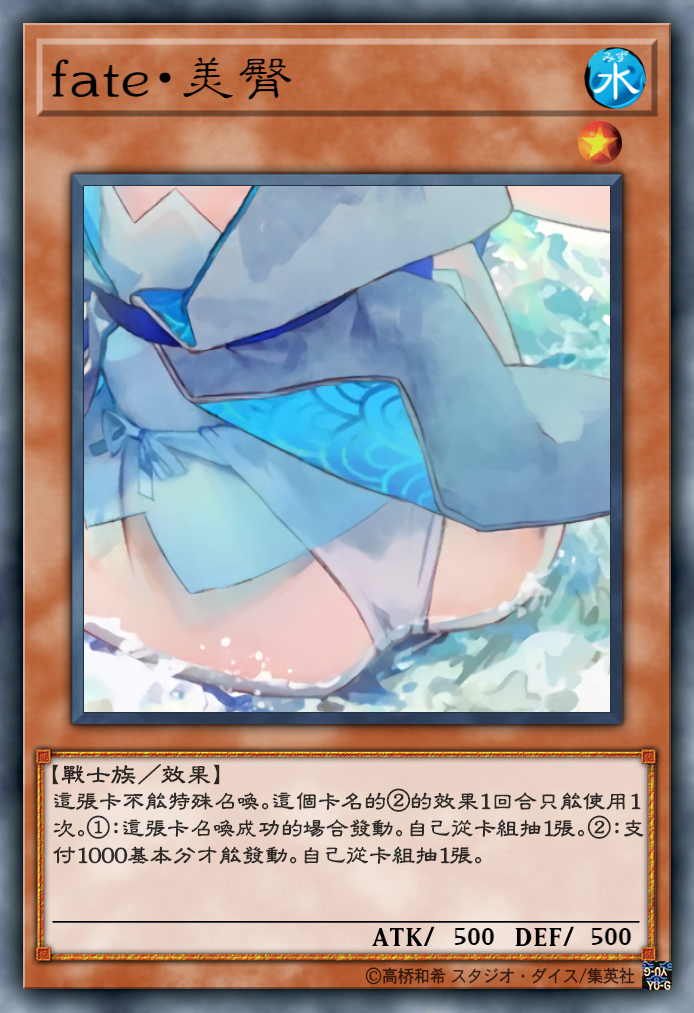 fate・美臀
みず
水
【戰士族／效果】
這張卡不能特殊召喚。這個卡名的②的效果1回合只能使用1
次。①：這張卡召喚成功的場合發動。自己從卡組抽1張。②：支
付1000基本分才能發動。自己從卡組抽1張。
ATK/ 500 DEF/ 500
©高桥和希 スタジオ・ダイス/集英社
YU-G
YU-G